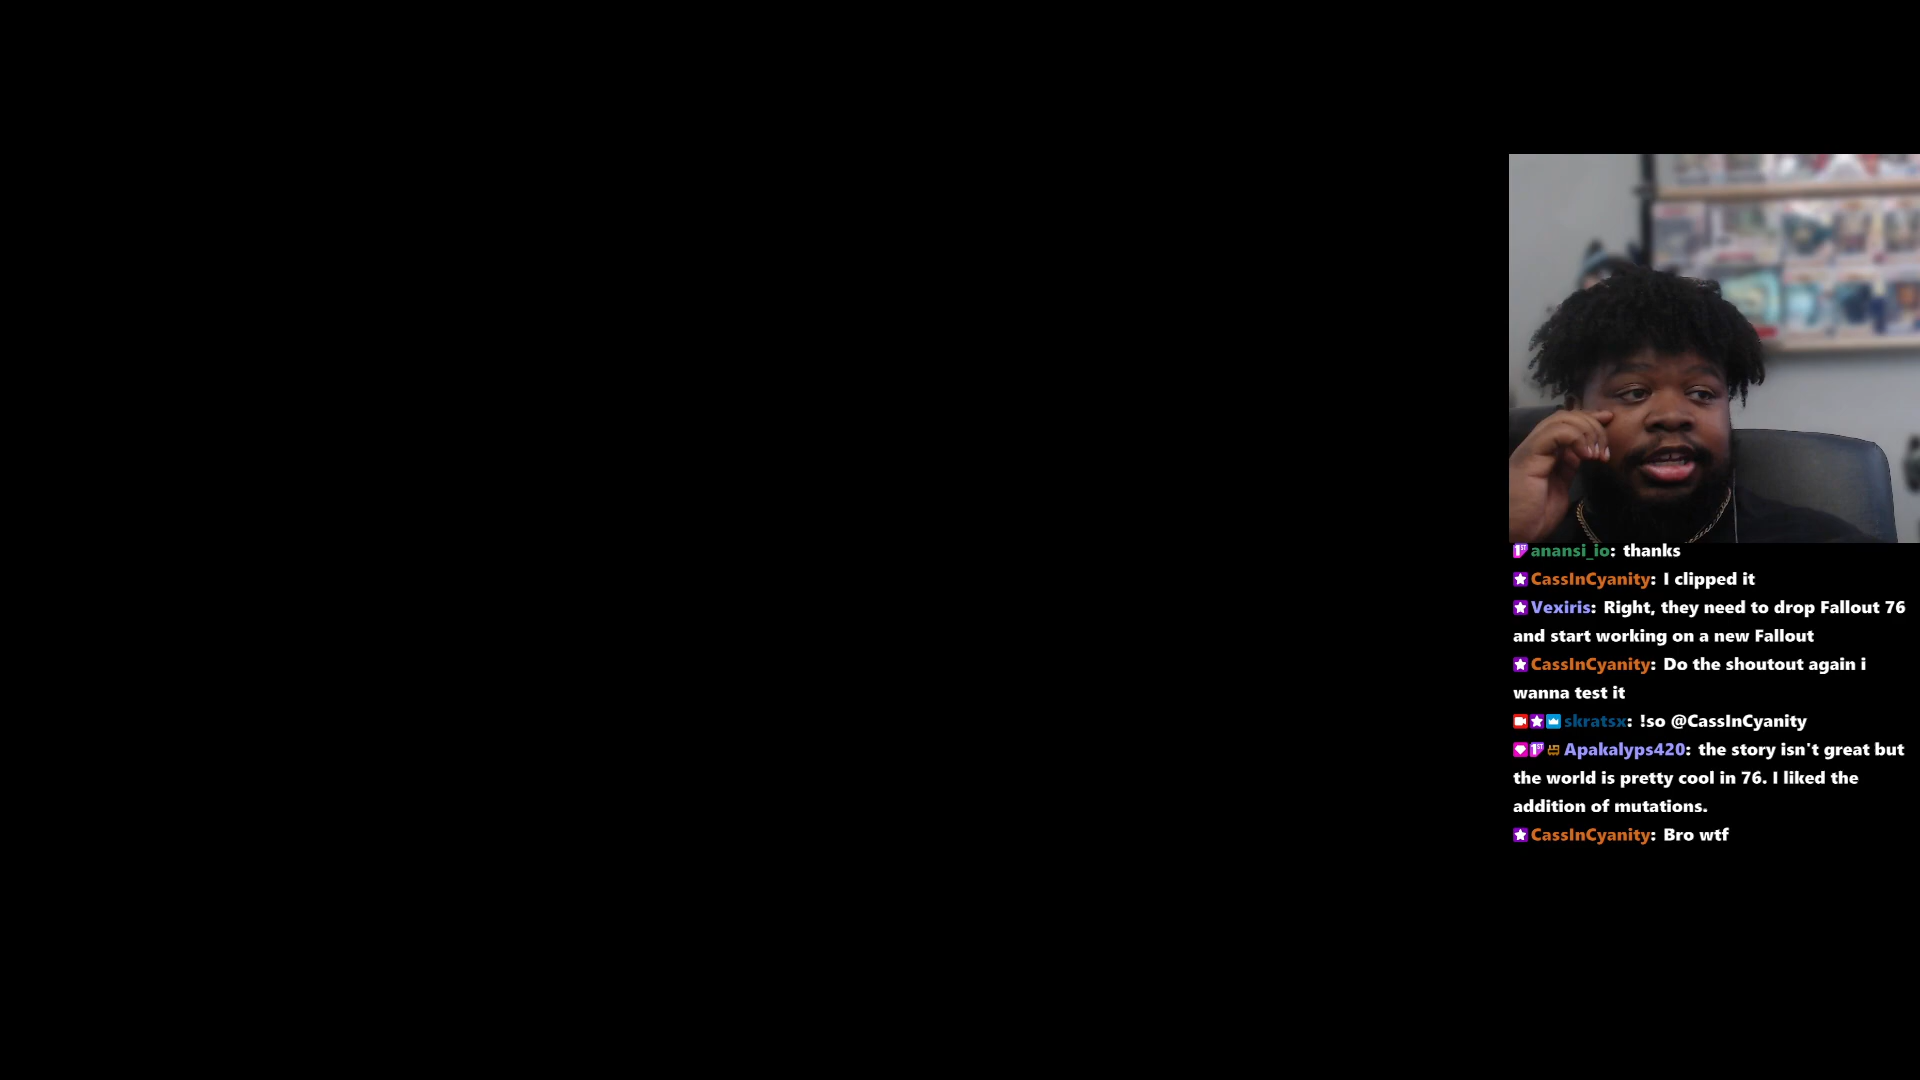 anansi_io: thanks
CassInCyanity: I clipped it
Vexiris: Right, they need to drop Fallout 76
and start working on a new Fallout
CassInCyanity: Do the shoutout again i
wanna test it
skratsx: !so @CassInCyanity
Apakalyps420: the story isn't great but
the world is pretty cool in 76. I liked the
addition of mutations.
CassInCyanity: Bro wtf